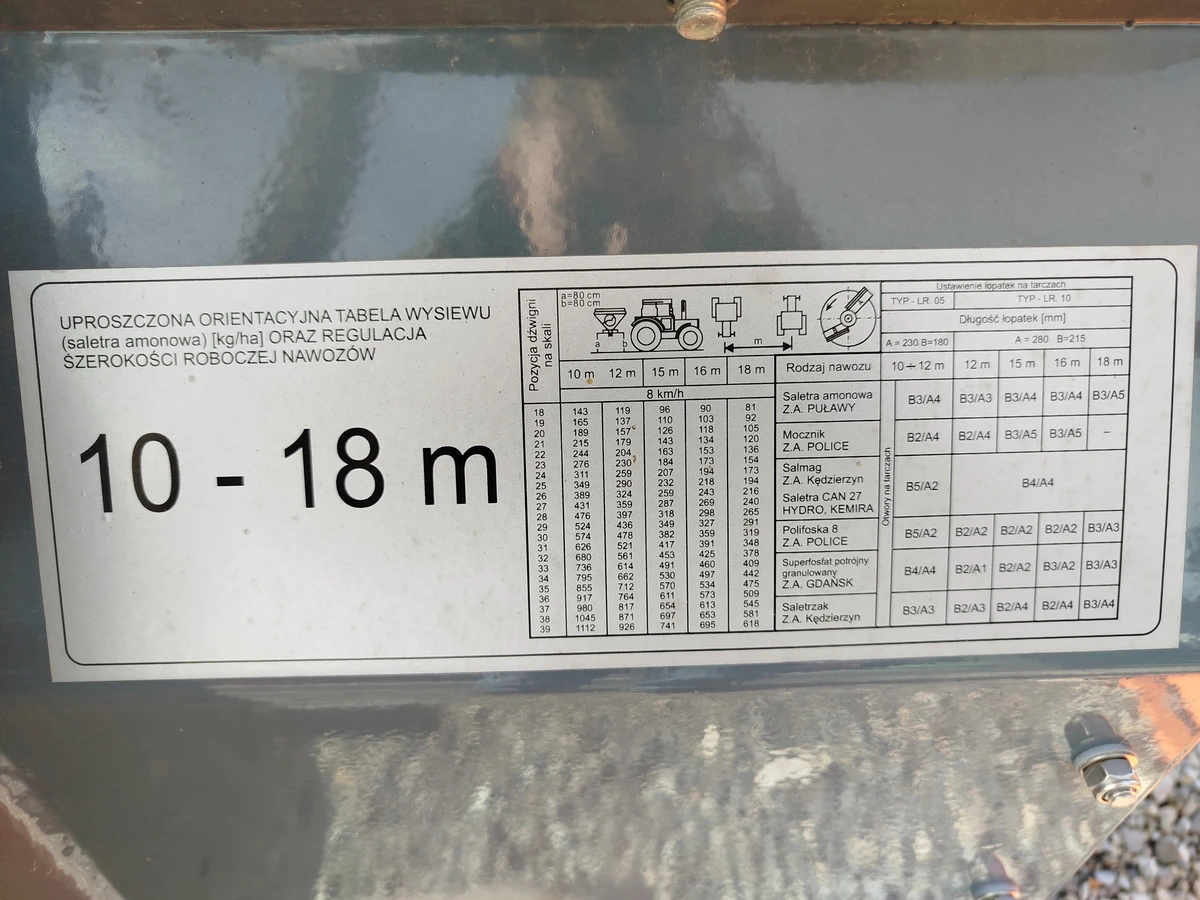 UPROSZCZONA ORIENTACYJNA TABELA WYSIEWU
(saletra amonowa) [kg/ha] ORAZ REGULACJA
SZEROKOŚCI ROBOCZEJ NAWOZÓW
10 - 18 m
Pozycja dźwigni
na skali
a=80 cm
b=80 cm
a b
m
10 m 12 m 15 m 16 m 18 m
8 km/h
18 143 119 96 90 81
19 165 137 110 103 92
20 189 157 126 118 105
21 215 179 143 134 120
22 244 204 163 153 136
23 276 230 184 173 154
24 311 259 207 194 173
25 349 290 232 218 194
26 389 324 259 243 216
27 431 359 287 269 240
28 476 397 318 298 265
29 524 436 349 327 291
30 574 478 382 359 319
31 626 521 417 391 348
32 680 561 453 425 378
33 736 614 491 460 409
34 795 662 530 497 442
35 855 712 570 534 475
36 917 764 611 573 509
37 980 817 654 613 545
38 1045 871 697 653 581
39 1112 926 741 695 618
Ustawienie łopatek na tarczach
TYP - LR. 05 TYP - LR. 10
Długość łopatek [mm]
A = 230 B=180 A = 280 B=215
Rodzaj nawozu 10 ÷ 12 m 12 m 15 m 16 m 18 m
Otwory na tarczach
Saletra amonowa
Z.A. PUŁAWY
B3/A4 B3/A3 B3/A4 B3/A4 B3/A5
Mocznik
Z.A. POLICE
B2/A4 B2/A4 B3/A5 B3/A5 –
Salmag
Z.A. Kędzierzyn
Saletra CAN 27
HYDRO, KEMIRA
B5/A2 B4/A4
Polifoska 8
Z.A. POLICE
B5/A2 B2/A2 B2/A2 B2/A2 B3/A3
Superfosfat potrójny
granulowany
Z.A. GDAŃSK
B4/A4 B2/A1 B2/A2 B3/A2 B3/A3
Saletrzak
Z.A. Kędzierzyn
B3/A3 B2/A3 B2/A4 B2/A4 B3/A4